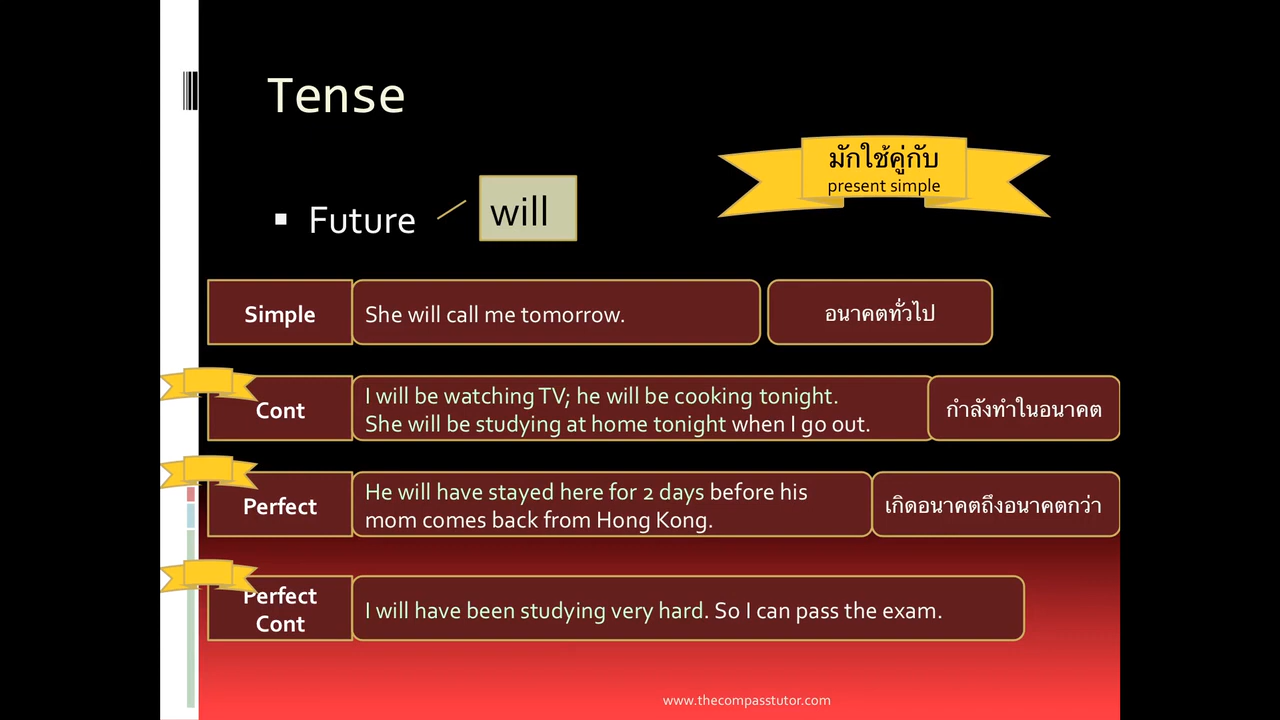 Tense
มักใช้คู่กับ
present simple
Future
will
Simple
She will call me tomorrow.
อนาคตทั่วไป
Cont
I will be watching TV; he will be cooking tonight.
She will be studying at home tonight when I go out.
กำลังทำในอนาคต
Perfect
He will have stayed here for 2 days before his
mom comes back from Hong Kong.
เกิดอนาคตถึงอนาคตกว่า
Perfect
Cont
I will have been studying very hard. So I can pass the exam.
www.thecompasstutor.com